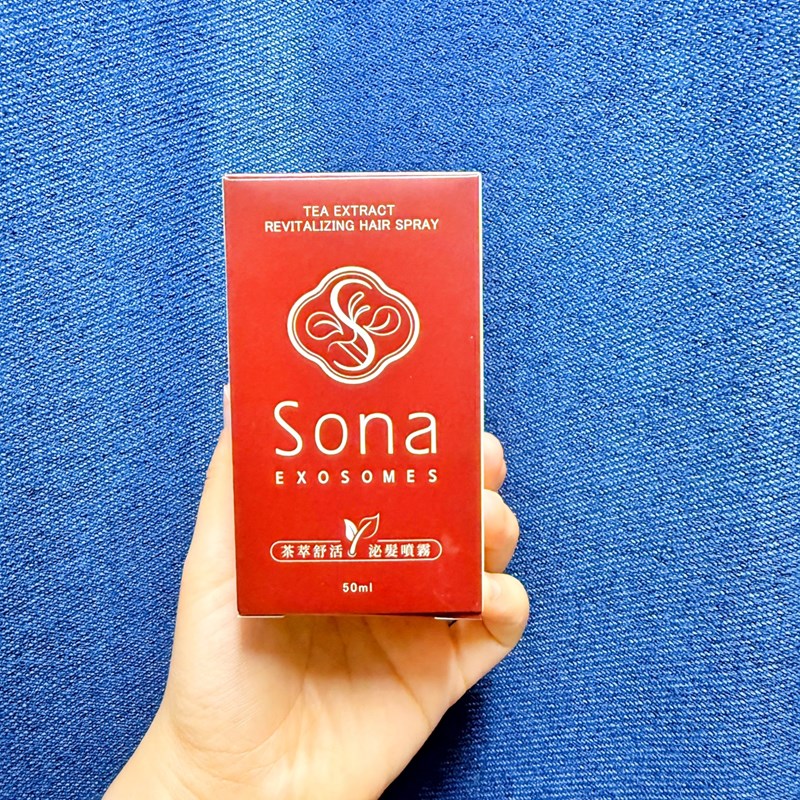 TEA EXTRACT
REVITALIZING HAIR SPRAY
Sona
EXOSOMES
茶萃舒活 泌髮噴霧
50ml